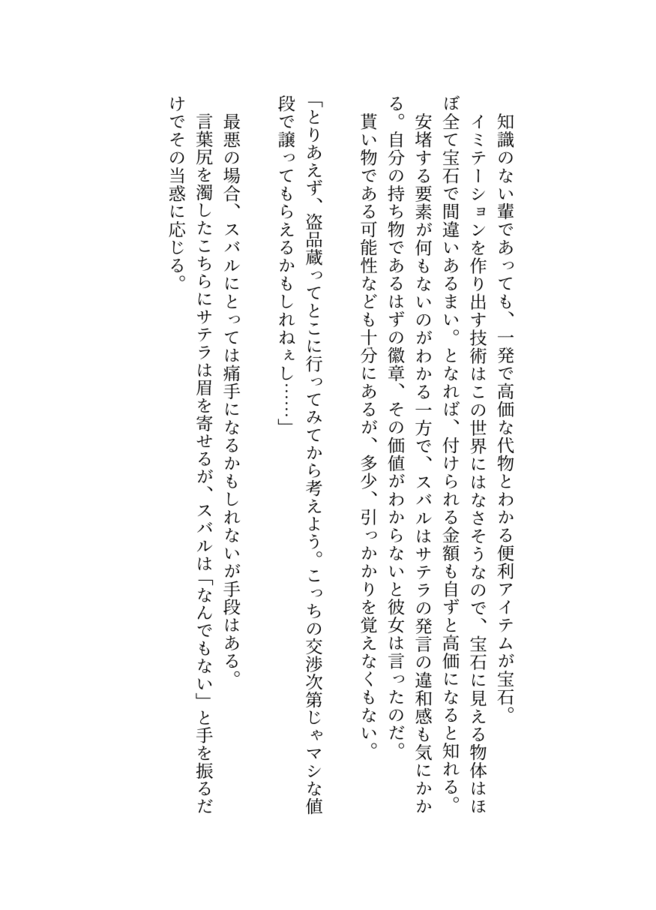 知識のない輩であっても、一発で高価な代物とわかる便利アイテムが宝石。
イミテーションを作り出す技術はこの世界にはなさそうなので、宝石に見える物体はほ
ぼ全て宝石で間違いあるまい。となれば、付けられる金額も自ずと高価になると知れる。
安堵する要素が何もないのがわかる一方で、スバルはサテラの発言の違和感も気にかか
る。自分の持ち物であるはずの徽章、その価値がわからないと彼女は言ったのだ。
貰い物である可能性なども十分にあるが、多少、引っかかりを覚えなくもない。
「とりあえず、盗品蔵ってとこに行ってみてから考えよう。こっちの交渉次第じゃマシな値
段で譲ってもらえるかもしれねぇし……」
最悪の場合、スバルにとっては痛手になるかもしれないが手段はある。
言葉尻を濁したこちらにサテラは眉を寄せるが、スバルは「なんでもない」と手を振るだ
けでその当惑に応じる。